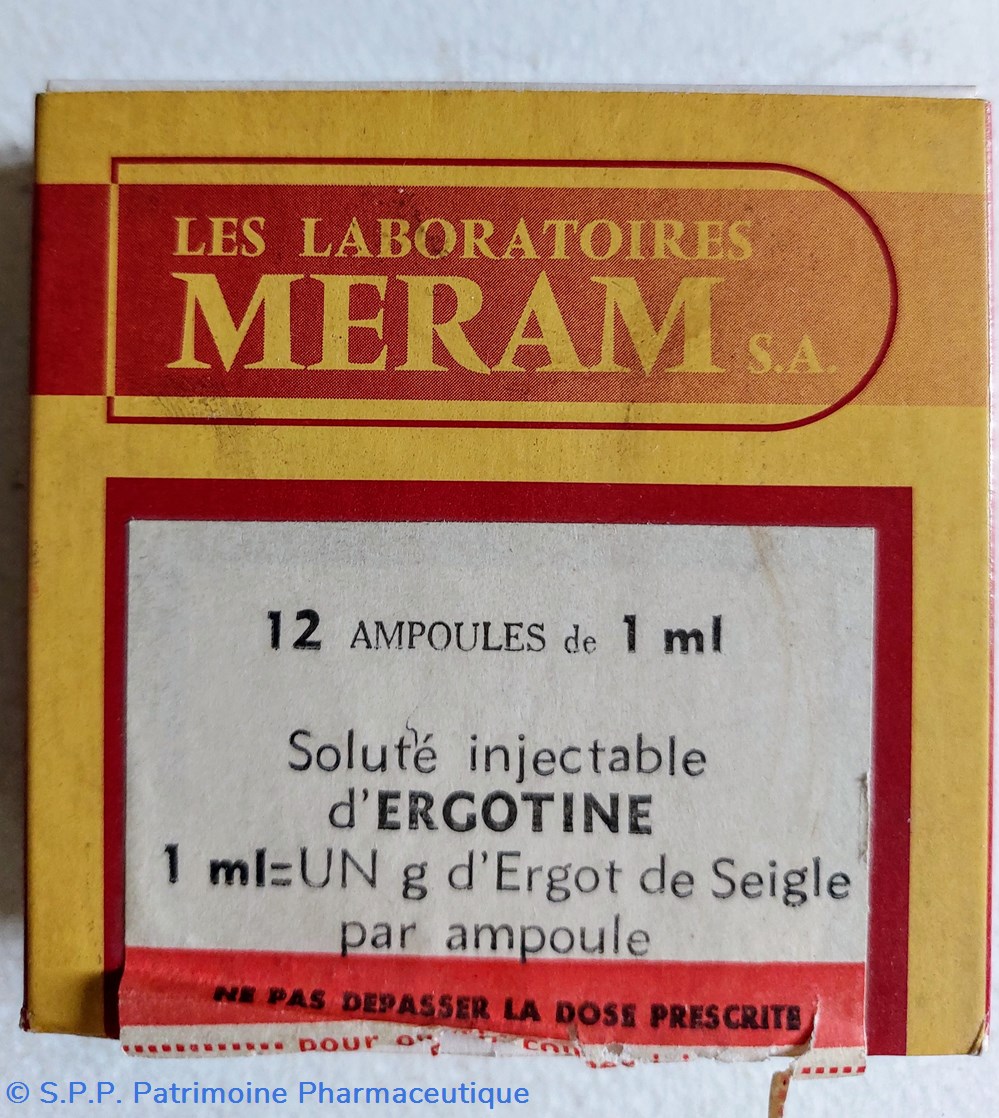 LES LABORATOIRES
MERAM S.A.
12 AMPOULES de 1 ml
Soluté injectable
d'ERGOTINE
1 ml=UN g d'Ergot de Seigle
par ampoule
NE PAS DEPASSER LA DOSE PRESCRITE
pour
© S.P.P. Patrimoine Pharmaceutique